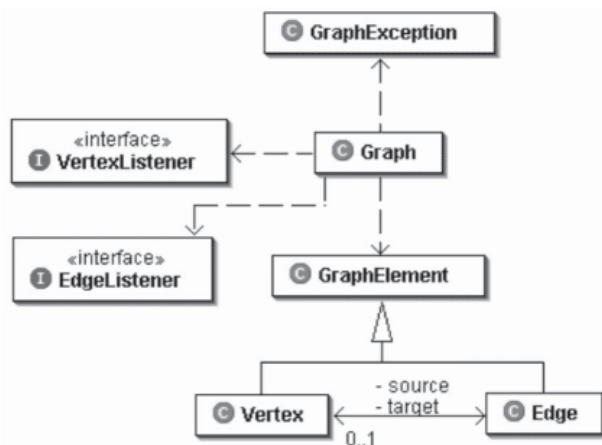 C GraphException
«interface»
I VertexListener
C Graph
«interface»
I EdgeListener
C GraphElement
- source
- target
C Vertex
C Edge
0..1